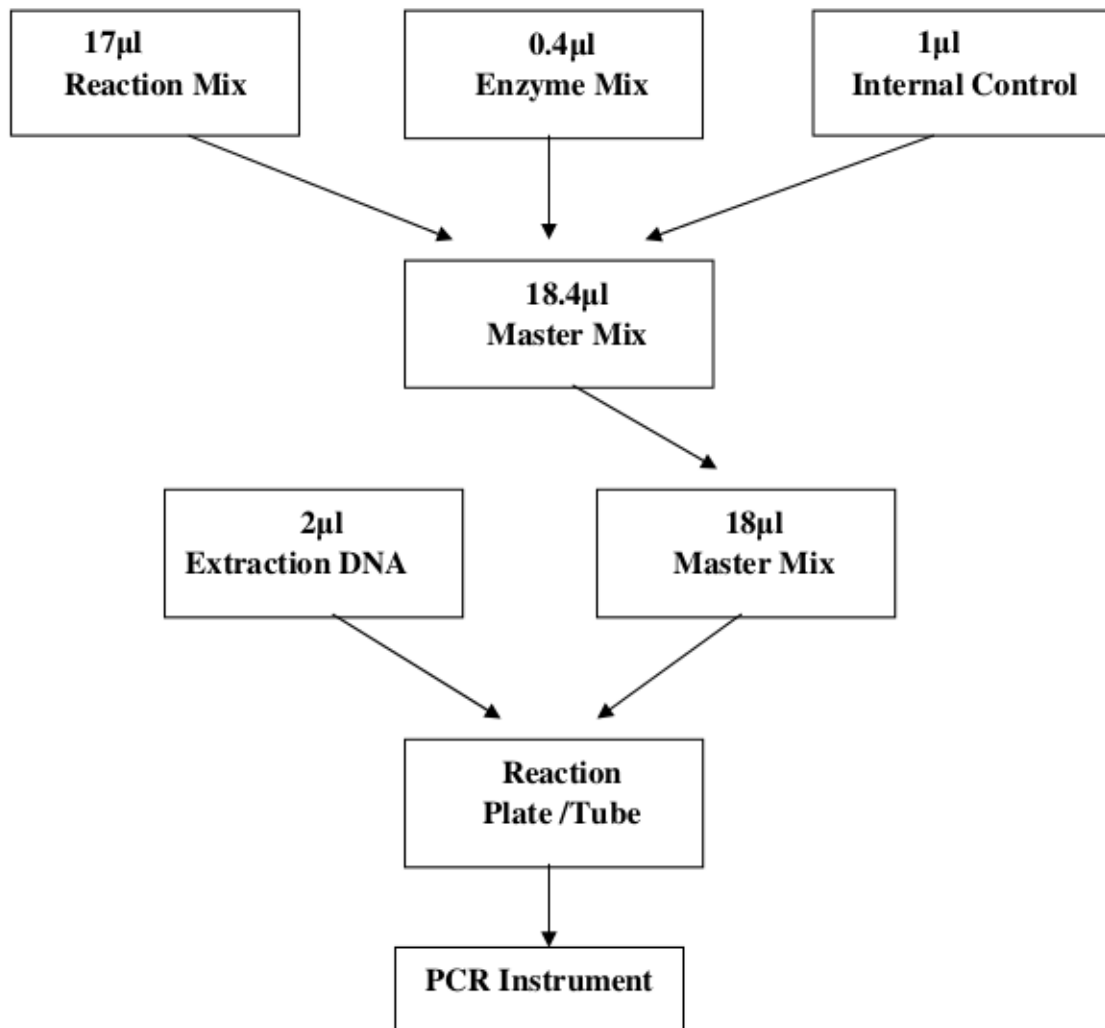 17µl
Reaction Mix
0.4µl
Enzyme Mix
1µl
Internal Control
18.4µl
Master Mix
2µl
Extraction DNA
18µl
Master Mix
Reaction
Plate /Tube
PCR Instrument